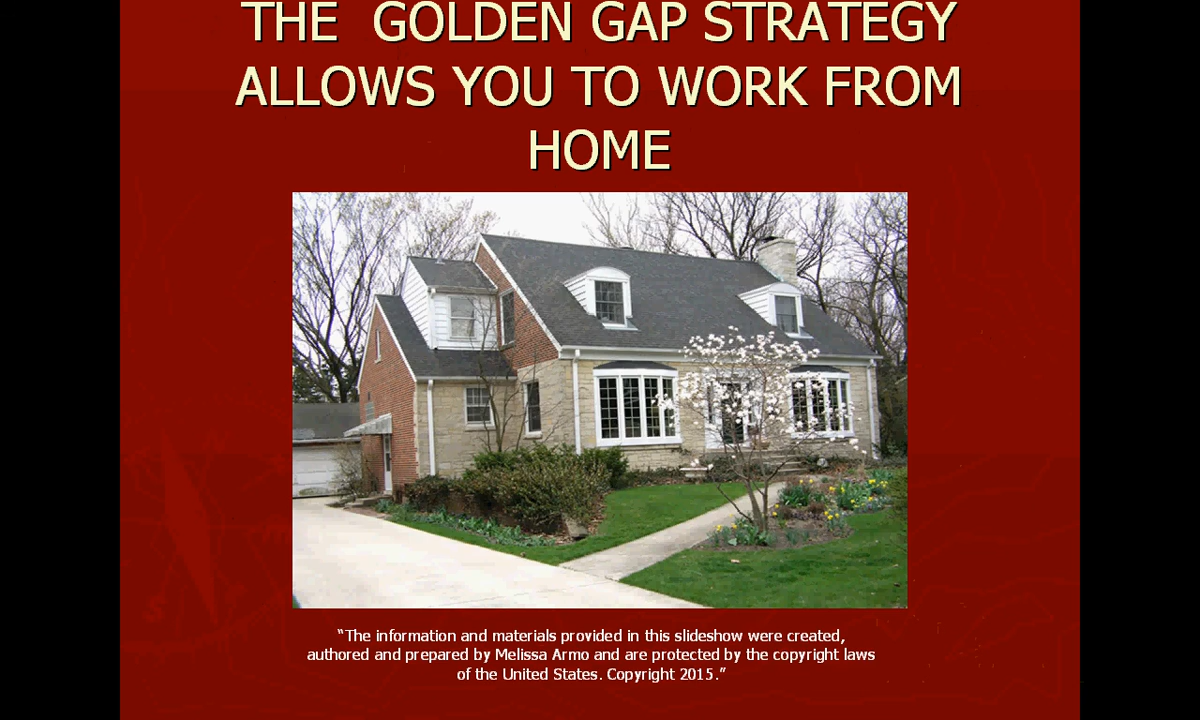 THE  GOLDEN GAP STRATEGY
ALLOWS YOU TO WORK FROM
HOME
“The information and materials provided in this slideshow were created,
authored and prepared by Melissa Armo and are protected by the copyright laws
of the United States. Copyright 2015.”